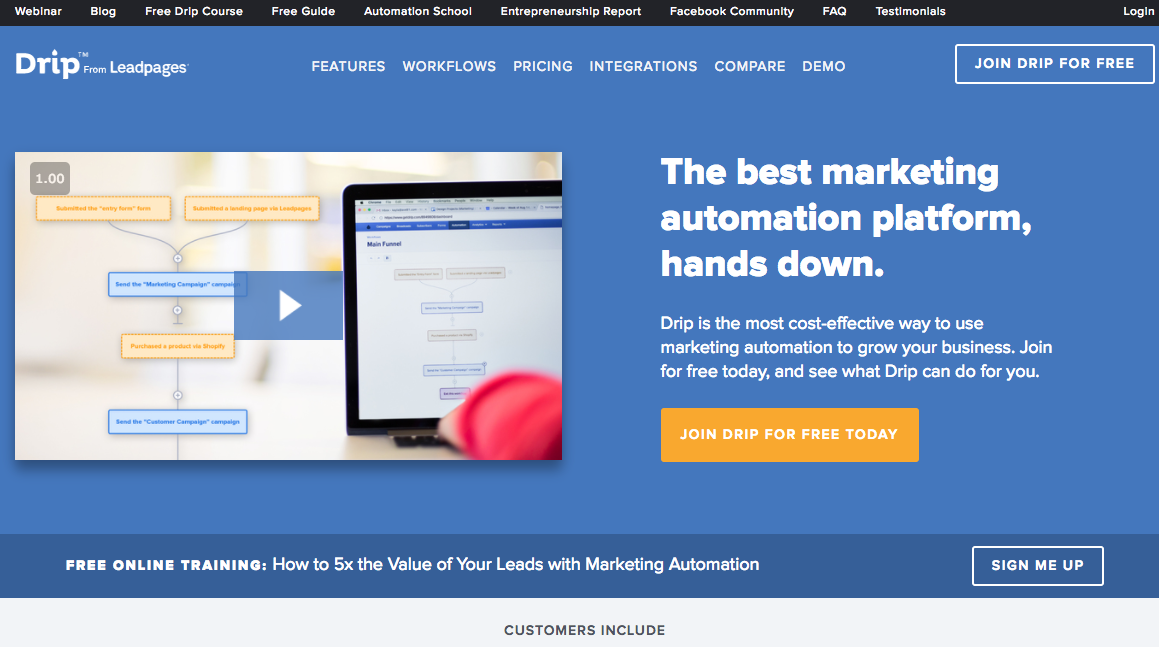 Webinar Blog Free Drip Course Free Guide Automation School Entrepreneurship Report Facebook Community FAQ Testimonials Login
Drip™ From Leadpages
FEATURES WORKFLOWS PRICING INTEGRATIONS COMPARE DEMO
JOIN DRIP FOR FREE
1.00
Submitted the "entry form" form
Submitted a landing page via Leadpages
Send the "Marketing Campaign" campaign
Purchased a product via Shopify
Send the "Customer Campaign" campaign
Main Funnel
The best marketing
automation platform,
hands down.
Drip is the most cost-effective way to use
marketing automation to grow your business. Join
for free today, and see what Drip can do for you.
JOIN DRIP FOR FREE TODAY
FREE ONLINE TRAINING: How to 5x the Value of Your Leads with Marketing Automation
SIGN ME UP
CUSTOMERS INCLUDE